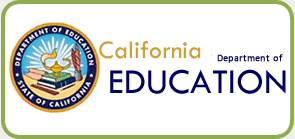 DEPARTMENT OF EDUCATION
STATE OF CALIFORNIA
California
Department of
EDUCATION